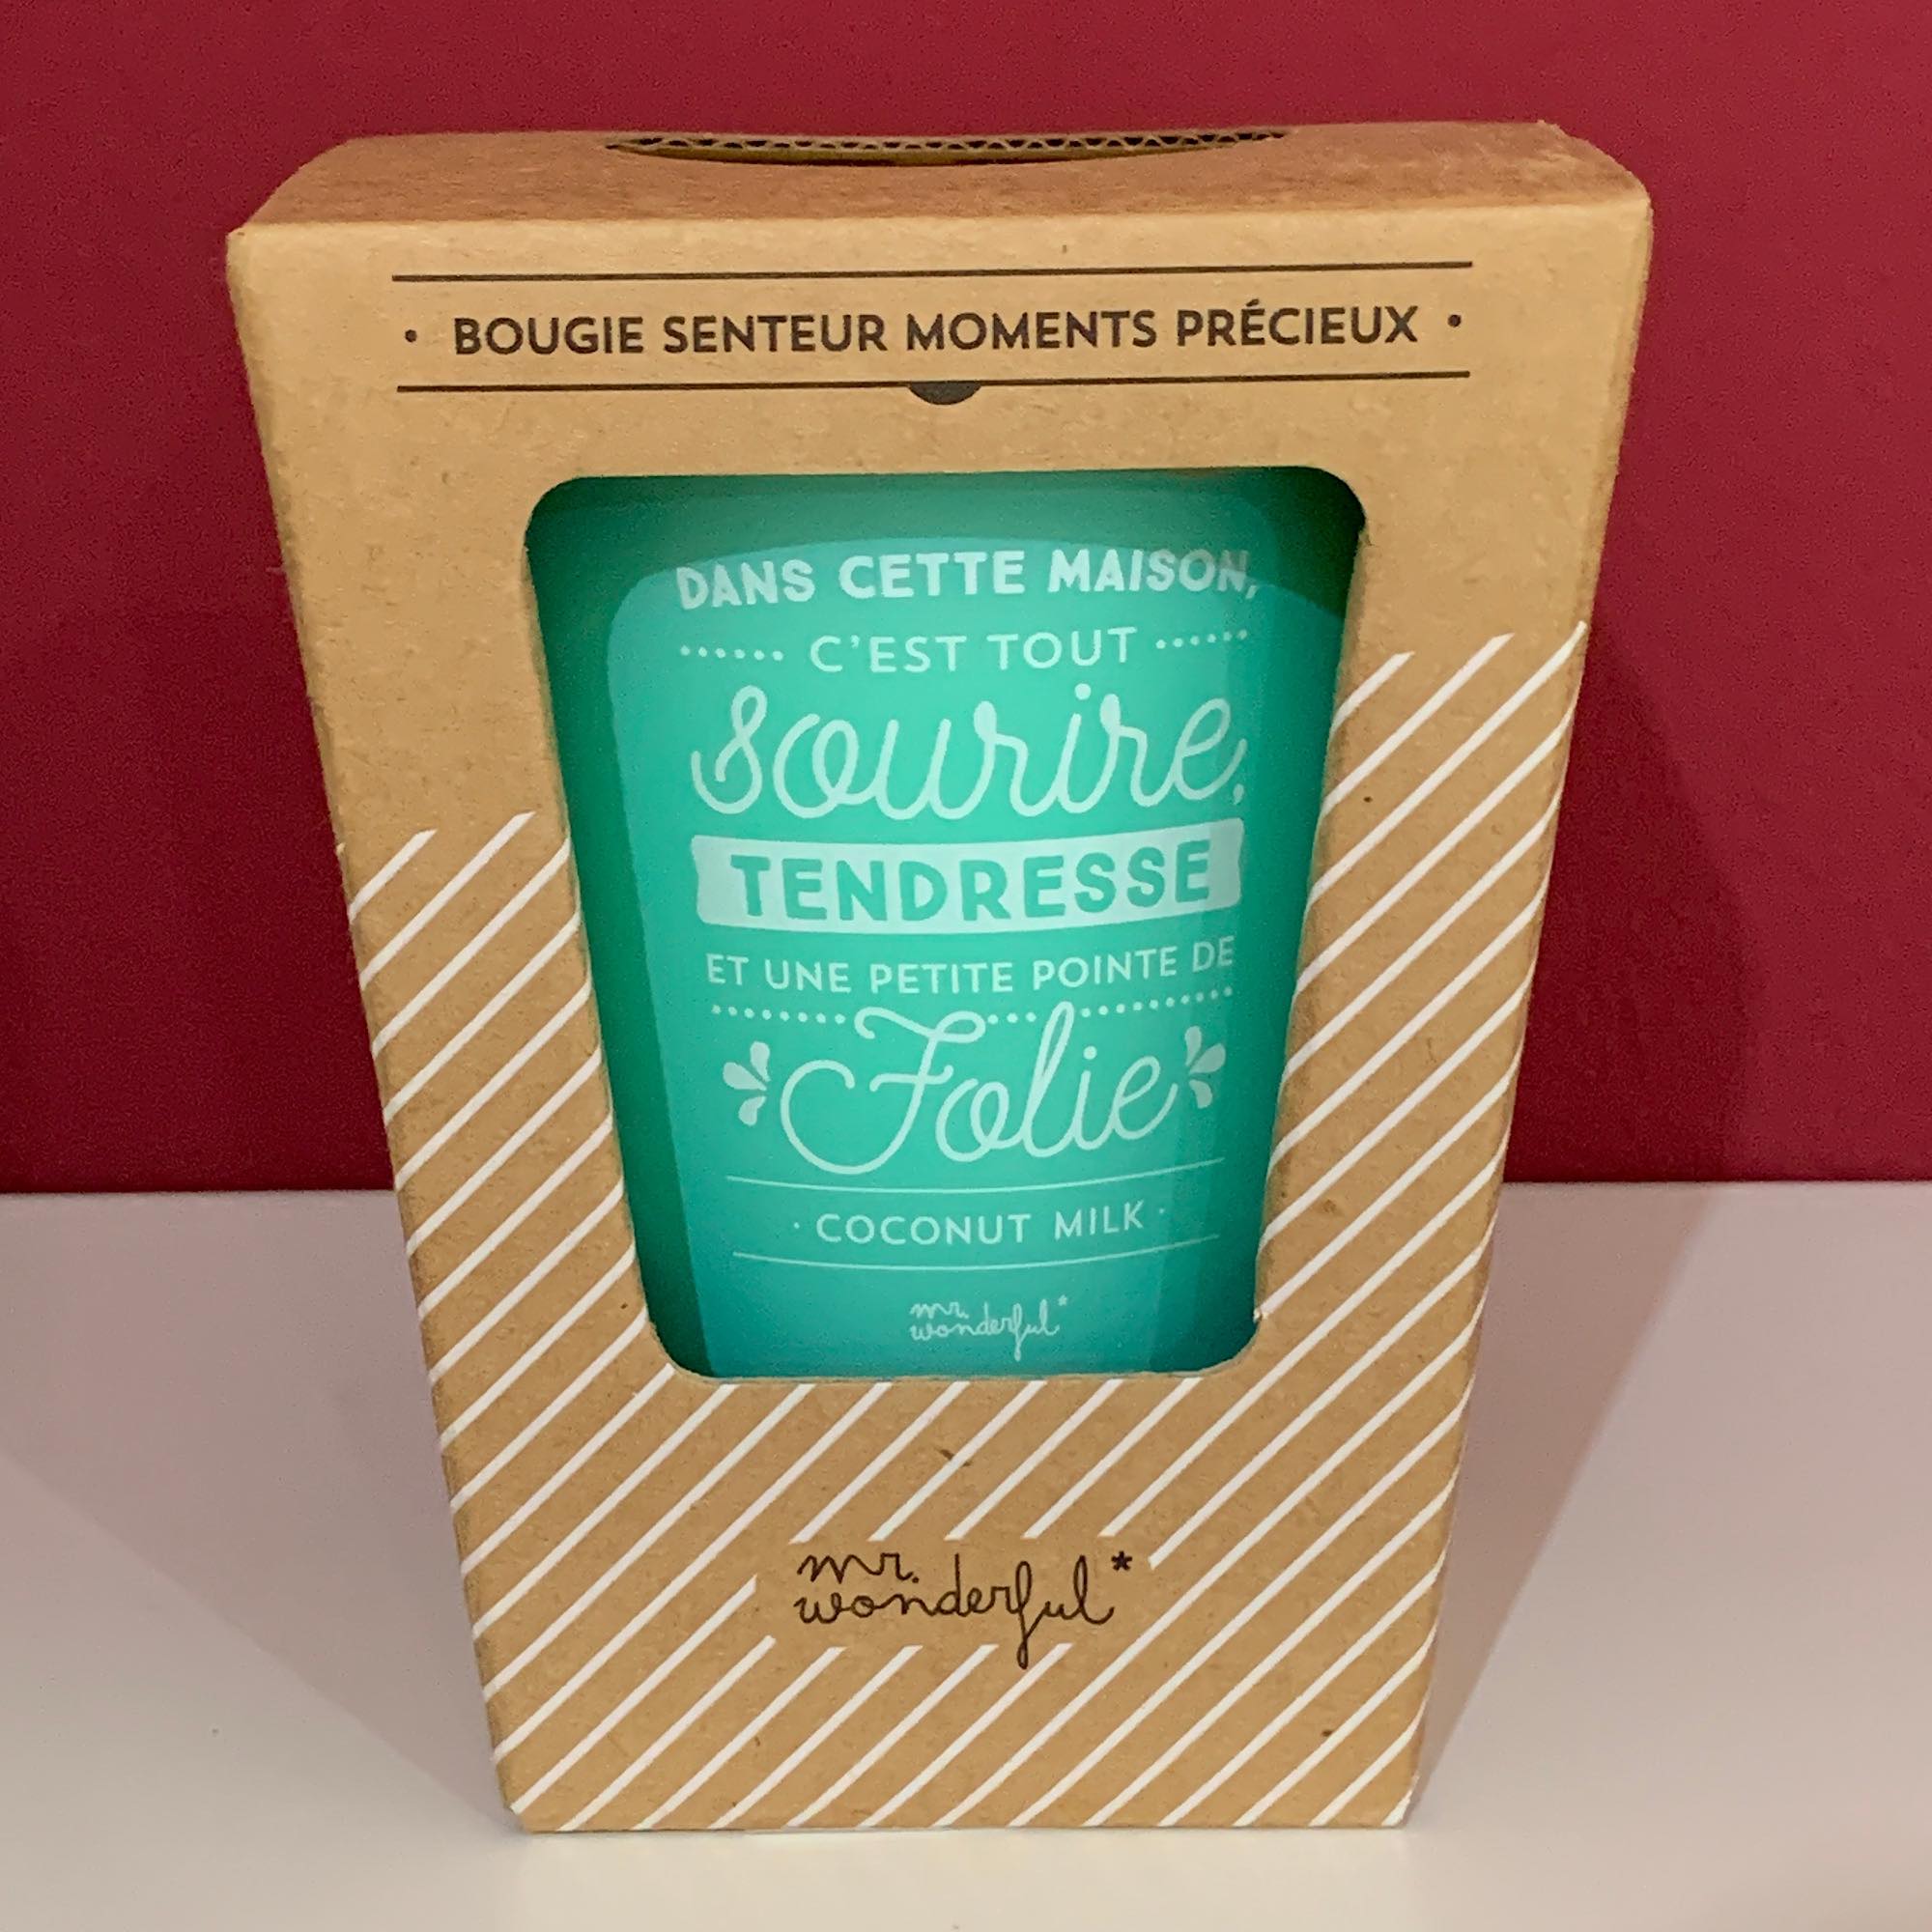 • BOUGIE SENTEUR MOMENTS PRÉCIEUX •
DANS CETTE MAISON,
C'EST TOUT
sourire,
TENDRESSE
ET UNE PETITE POINTE DE
Folie
· COCONUT MILK ·
mr.
wonderful*
mr.
wonderful*